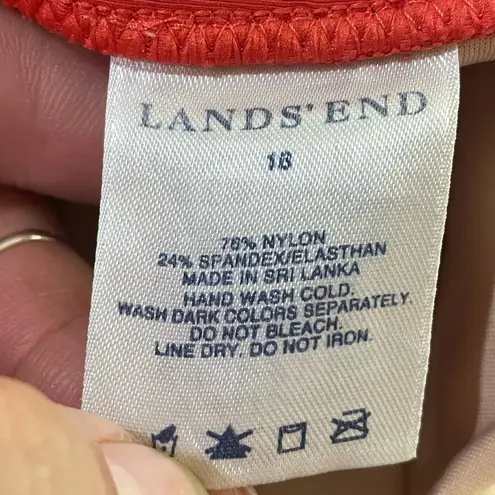 LANDS' END
18
76% NYLON
24% SPANDEX/ELASTHAN
MADE IN SRI LANKA
HAND WASH COLD.
WASH DARK COLORS SEPARATELY.
DO NOT BLEACH.
LINE DRY. DO NOT IRON.